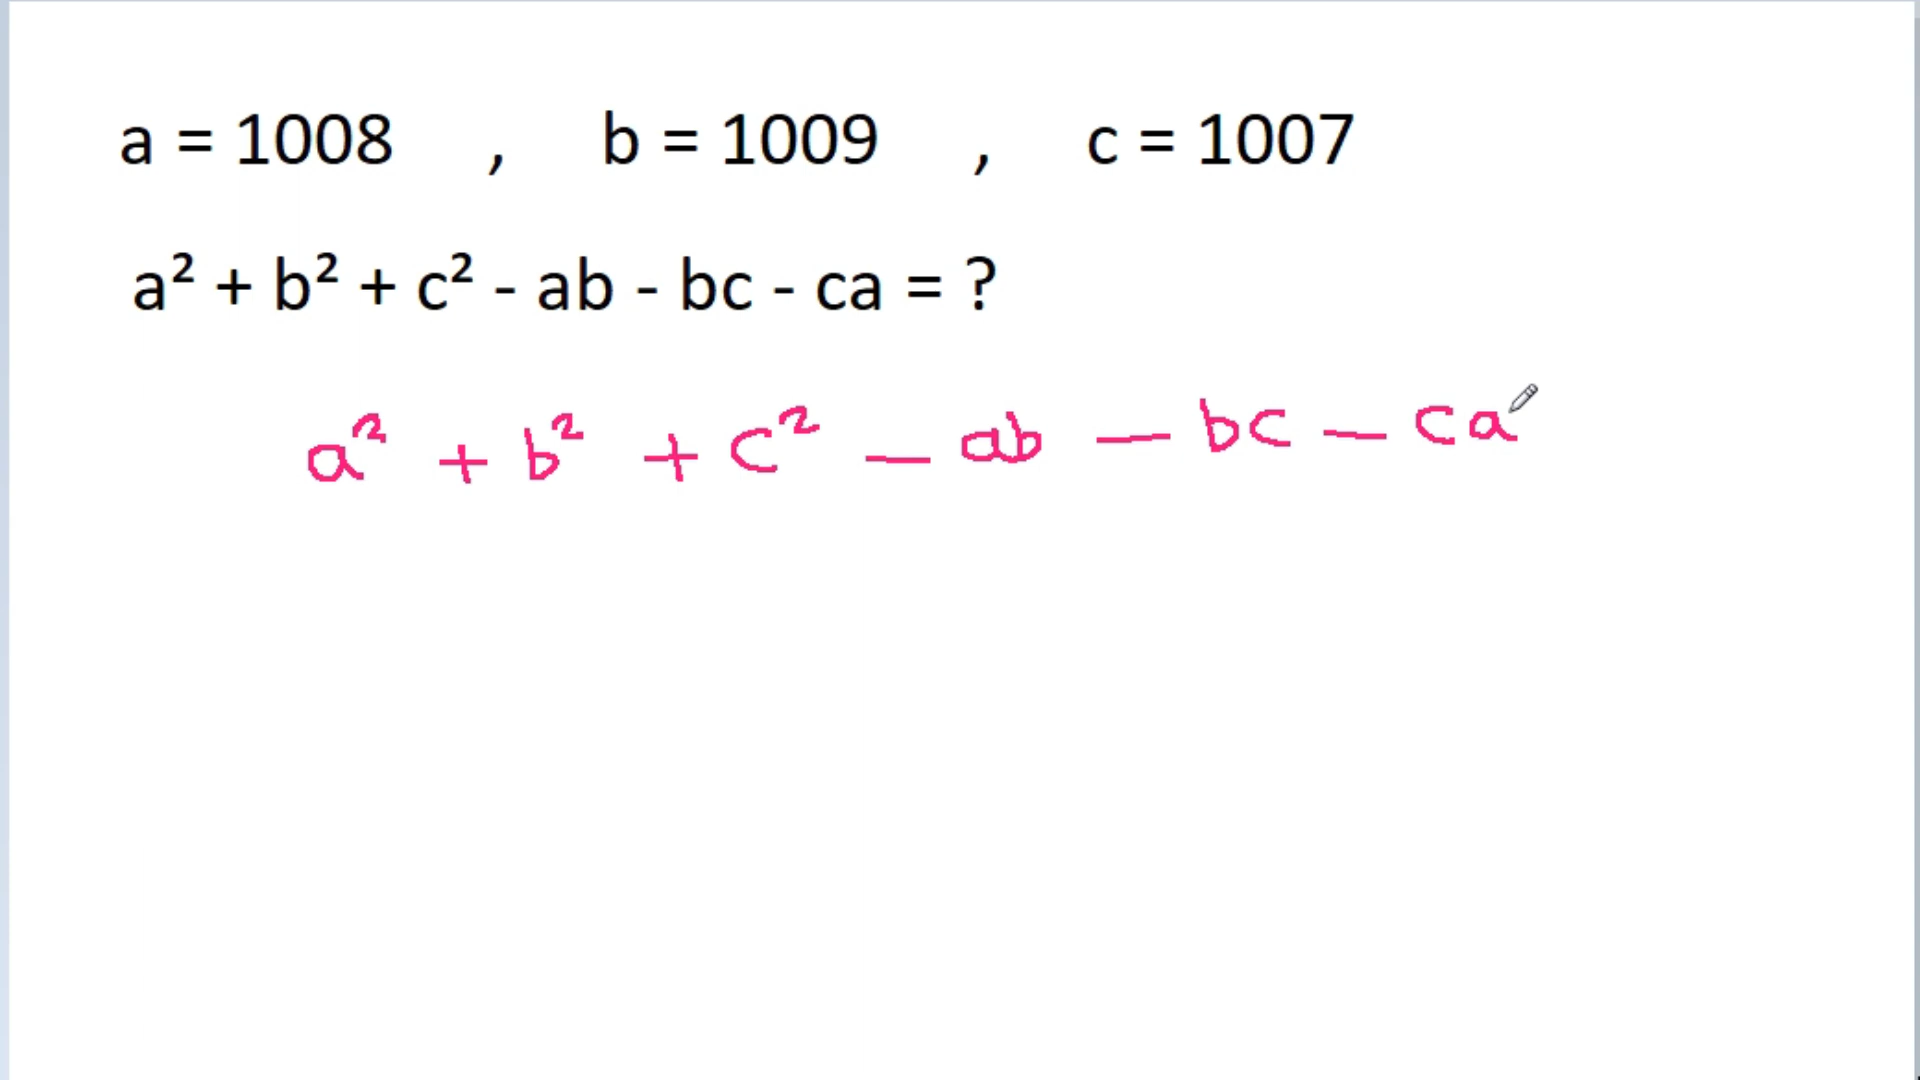 a = 1008 , b = 1009 , c = 1007
a² + b² + c² - ab - bc - ca = ?
a² + b² + c² - ab - bc - ca